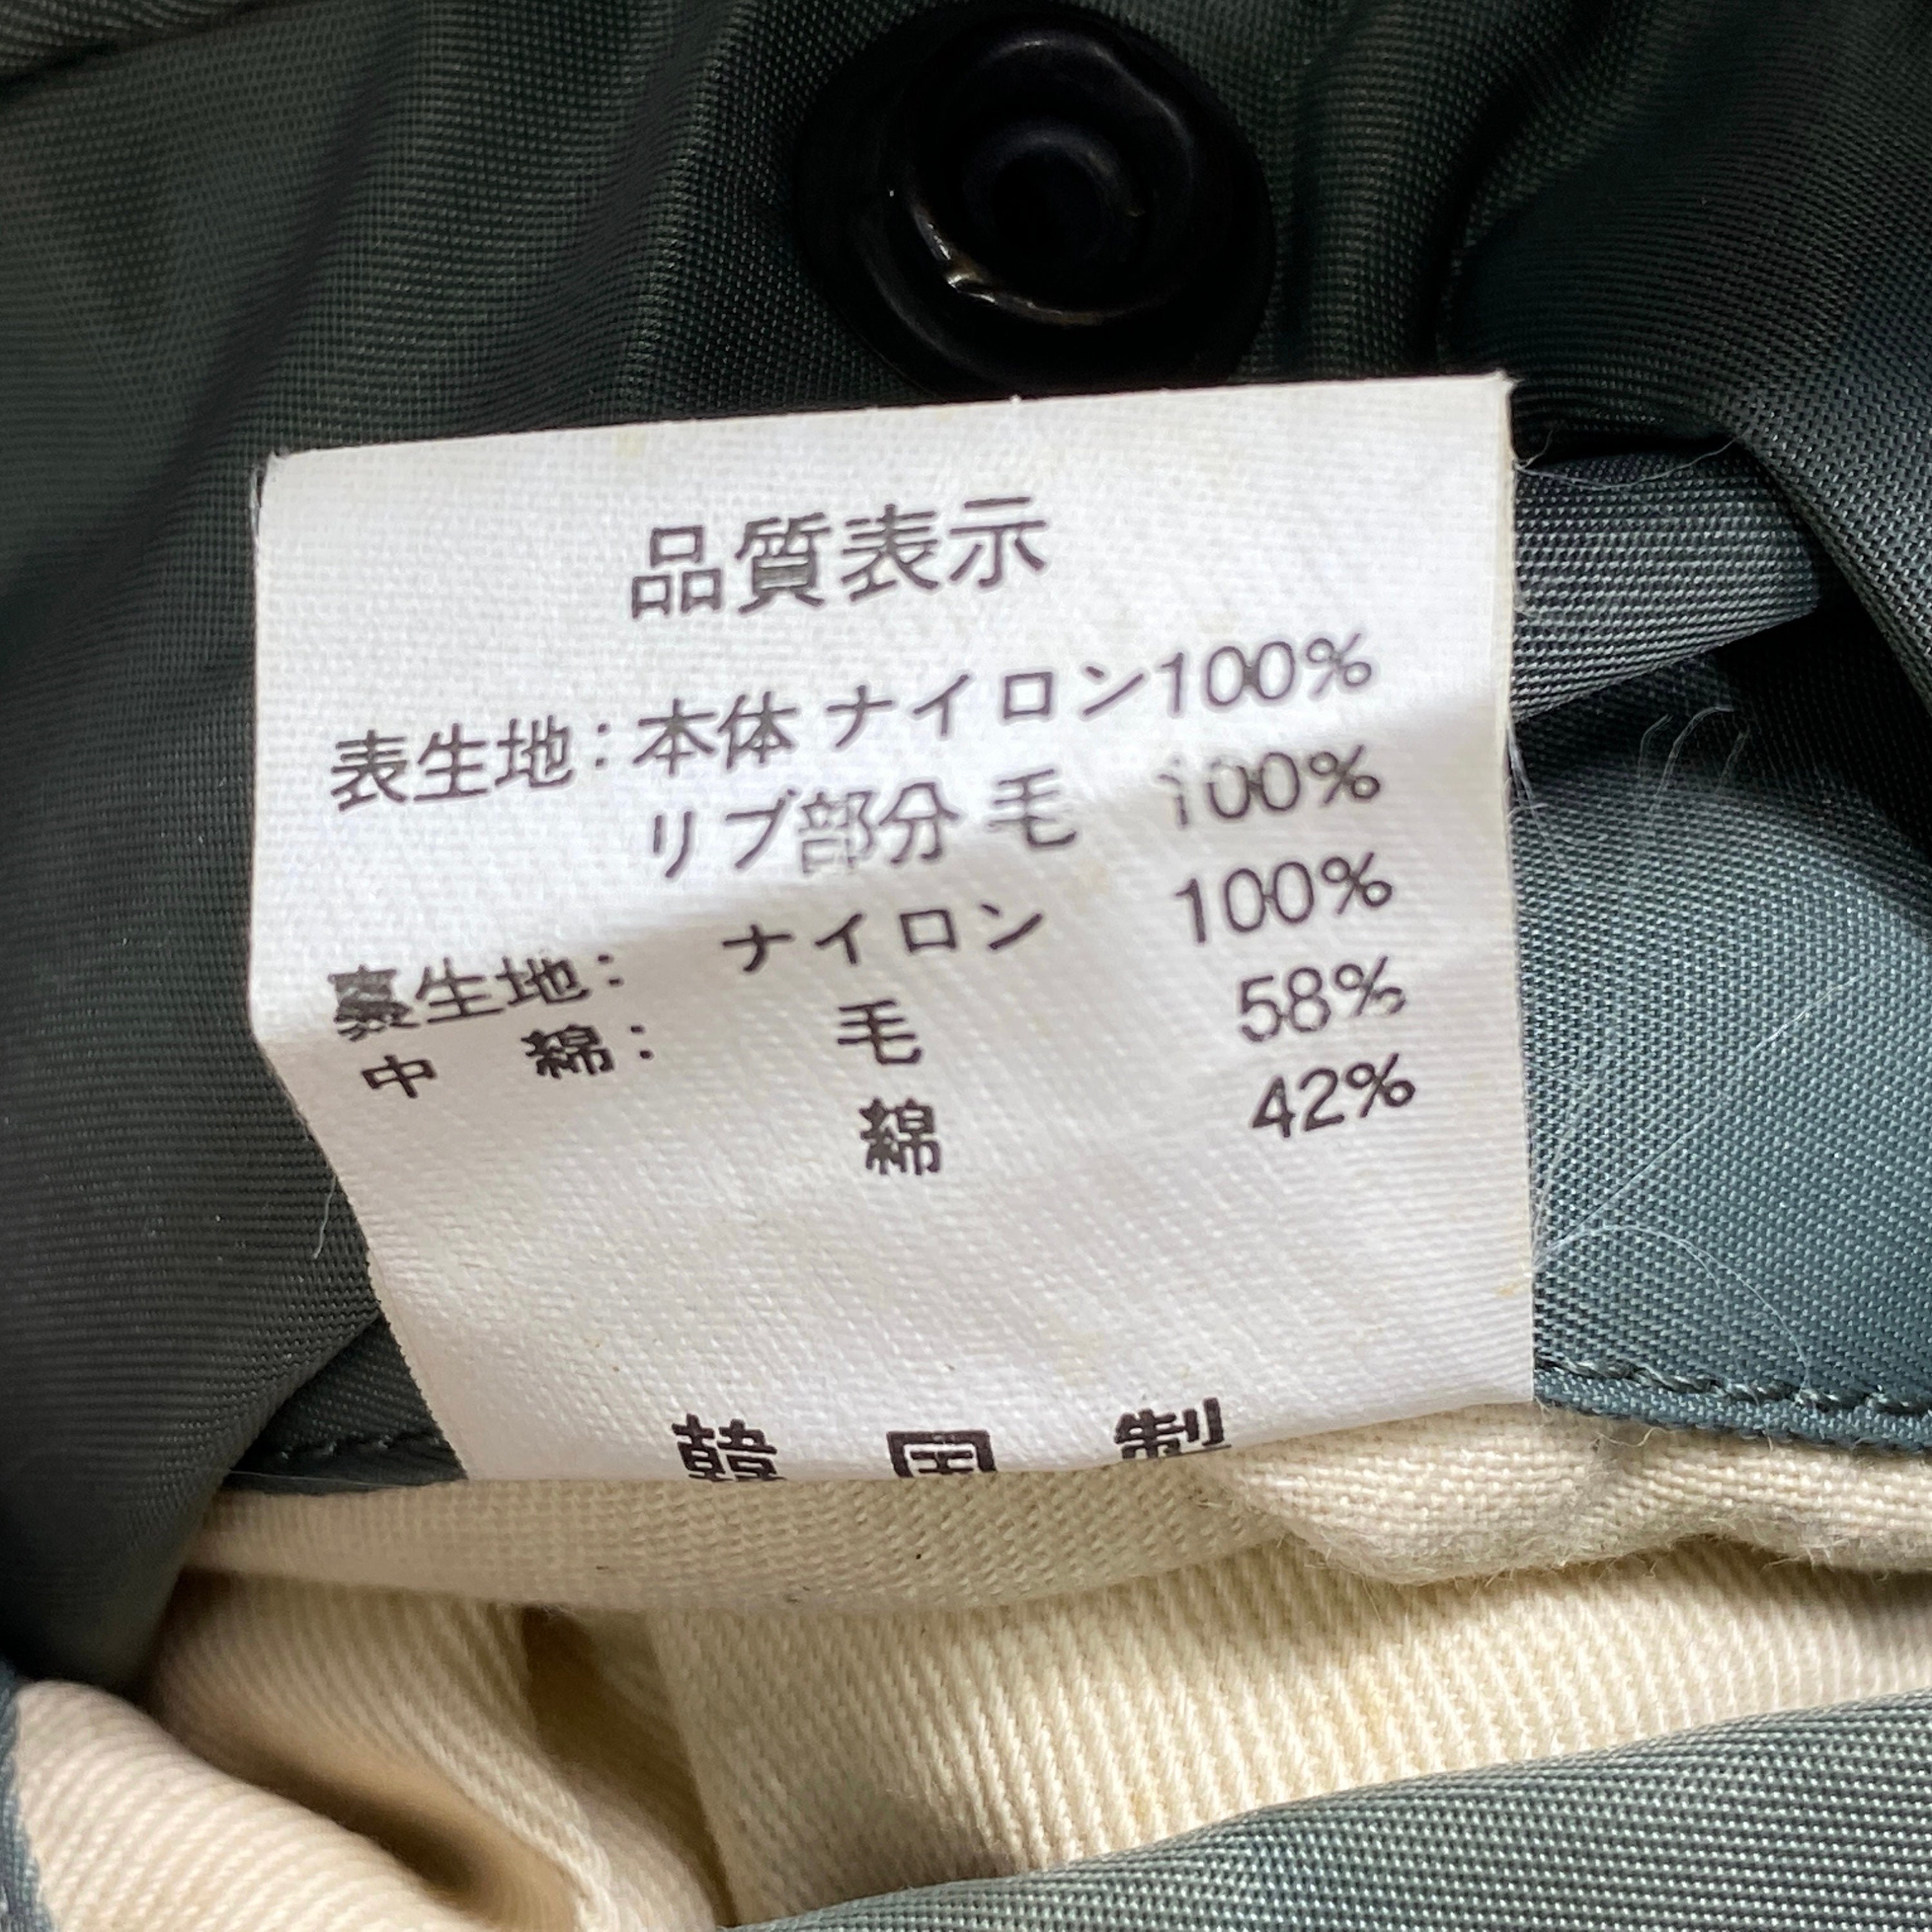 品質表示
表生地：本体 ナイロン100%
リブ部分 毛 100%
裏生地： ナイロン 100%
中 綿： 毛 58%
綿 42%
韓 国 製